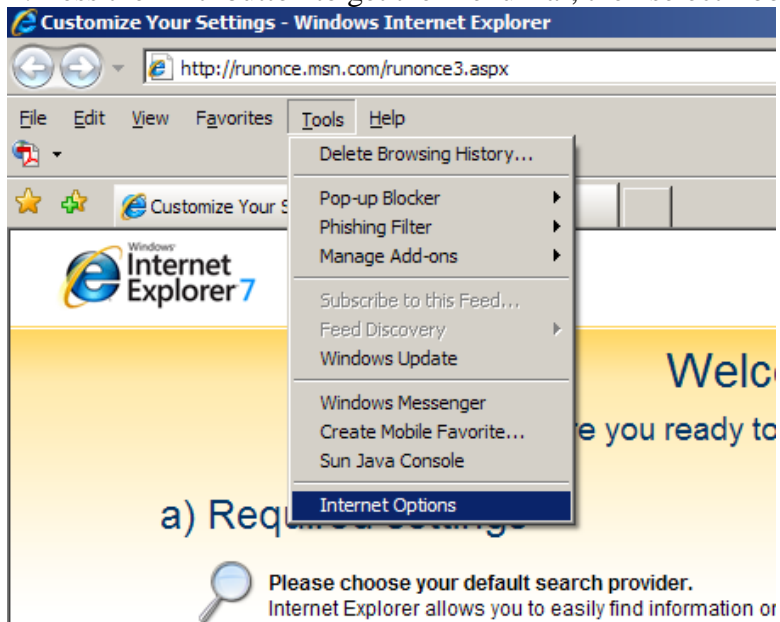 Customize Your Settings - Windows Internet Explorer
http://runonce.msn.com/runonce3.aspx
File Edit View Favorites Tools Help
Delete Browsing History...
Customize Your S
Pop-up Blocker
Phishing Filter
Manage Add-ons
Windows
Internet
Explorer 7
Subscribe to this Feed...
Feed Discovery
Windows Update
Welc
Windows Messenger
Create Mobile Favorite...
e you ready to
Sun Java Console
Internet Options
a) Req
Please choose your default search provider.
Internet Explorer allows you to easily find information or